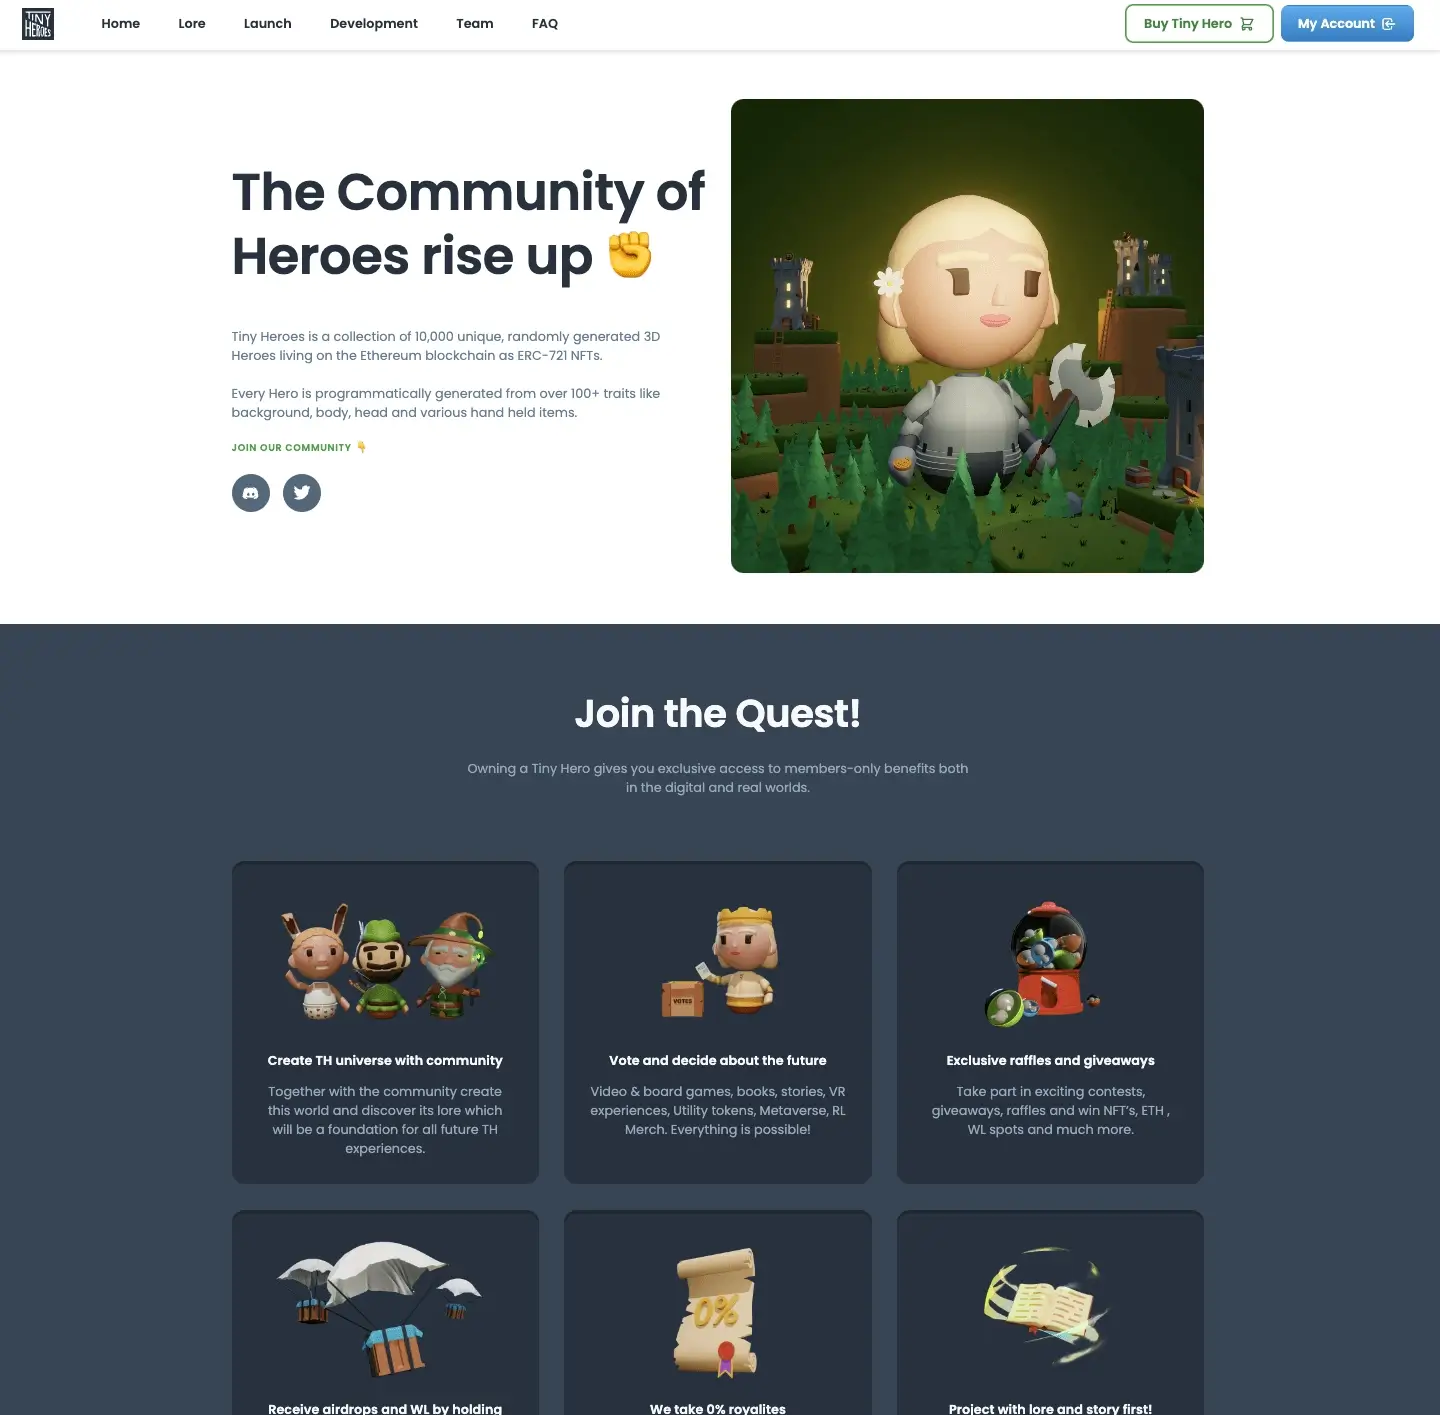 TINY
HEROES
Home
Lore
Launch
Development
Team
FAQ
Buy Tiny Hero
My Account
The Community of
Heroes rise up ✊
Tiny Heroes is a collection of 10,000 unique, randomly generated 3D
Heroes living on the Ethereum blockchain as ERC-721 NFTs.
Every Hero is programmatically generated from over 100+ traits like
background, body, head and various hand held items.
JOIN OUR COMMUNITY 👇
Join the Quest!
Owning a Tiny Hero gives you exclusive access to members-only benefits both
in the digital and real worlds.
Create TH universe with community
Together with the community create
this world and discover its lore which
will be a foundation for all future TH
experiences.
VOTES
Vote and decide about the future
Video & board games, books, stories, VR
experiences, Utility tokens, Metaverse, RL
Merch. Everything is possible!
Exclusive raffles and giveaways
Take part in exciting contests,
giveaways, raffles and win NFT's, ETH ,
WL spots and much more.
Receive airdrops and WL by holding
0%
We take 0% royalites
Project with lore and story first!